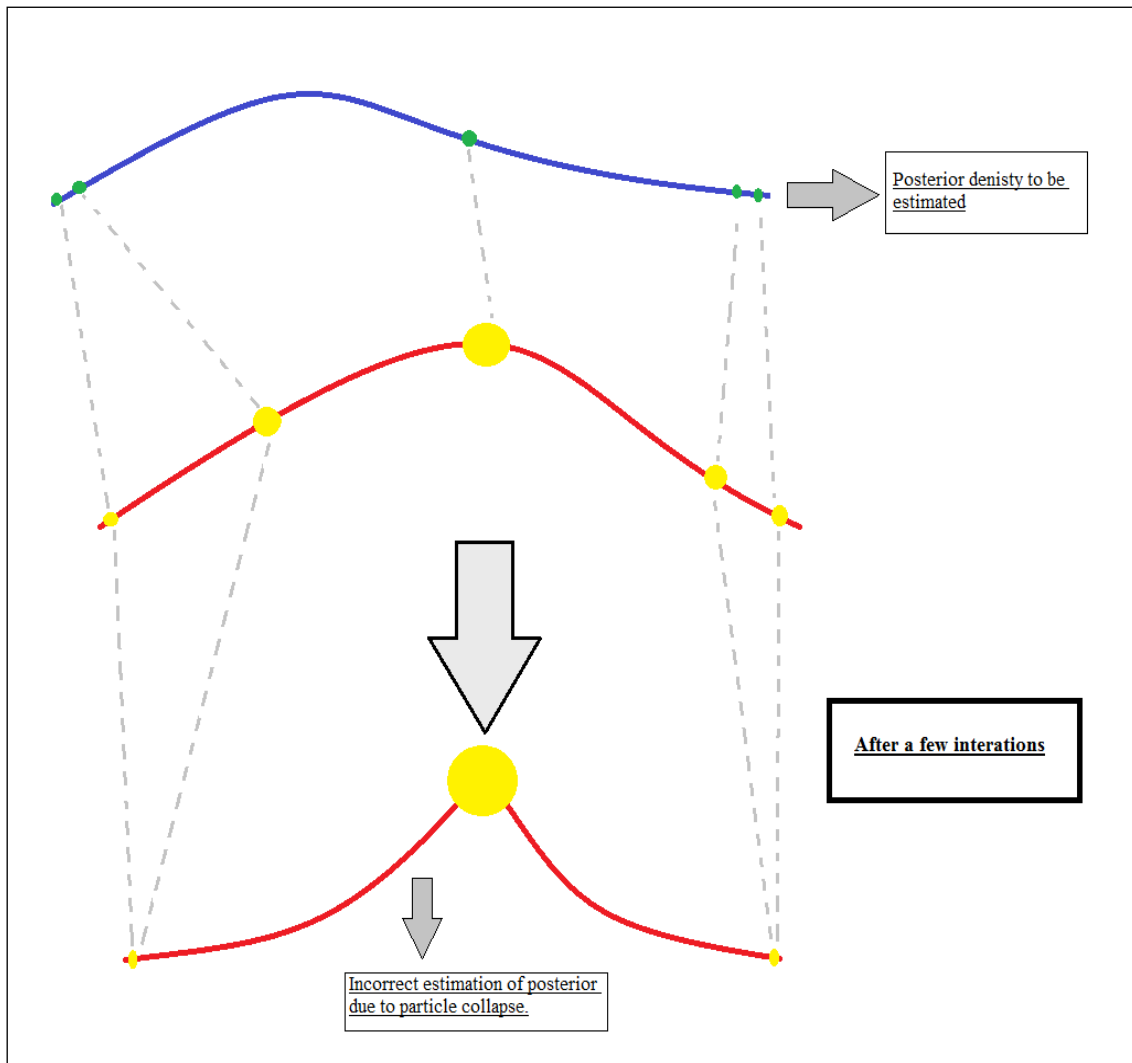 Posterior denisty to be
estimated
After a few interations
Incorrect estimation of posterior
due to particle collapse.